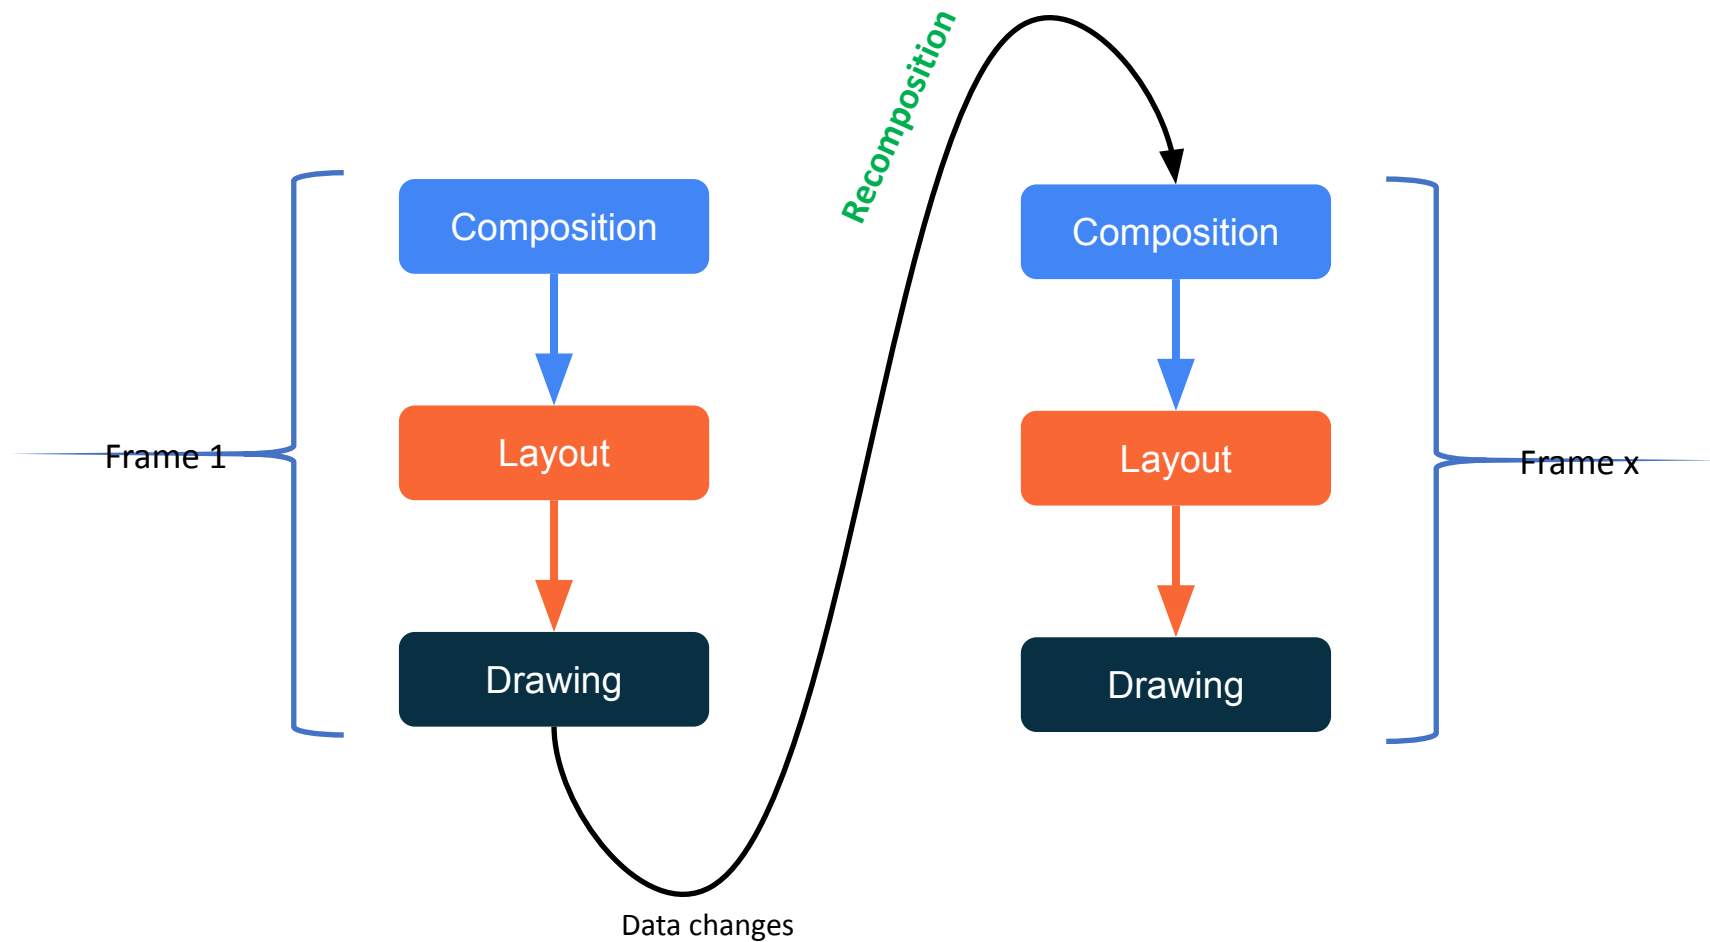 Recomposition
Composition
Composition
Frame 1
Layout
Layout
Frame x
Drawing
Drawing
Data changes